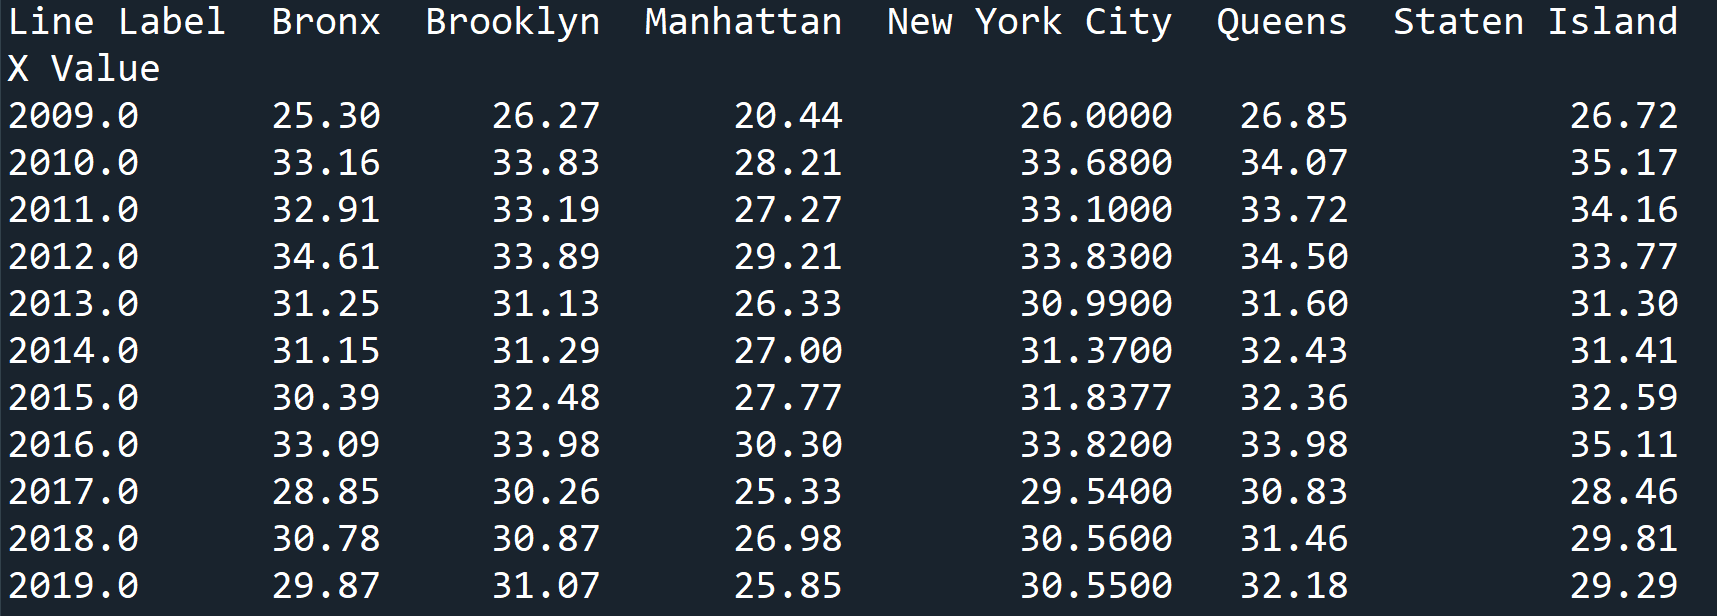 Line Label  Bronx  Brooklyn  Manhattan  New York City  Queens  Staten Island
X Value
2009.0      25.30     26.27      20.44        26.0000   26.85          26.72
2010.0      33.16     33.83      28.21        33.6800   34.07          35.17
2011.0      32.91     33.19      27.27        33.1000   33.72          34.16
2012.0      34.61     33.89      29.21        33.8300   34.50          33.77
2013.0      31.25     31.13      26.33        30.9900   31.60          31.30
2014.0      31.15     31.29      27.00        31.3700   32.43          31.41
2015.0      30.39     32.48      27.77        31.8377   32.36          32.59
2016.0      33.09     33.98      30.30        33.8200   33.98          35.11
2017.0      28.85     30.26      25.33        29.5400   30.83          28.46
2018.0      30.78     30.87      26.98        30.5600   31.46          29.81
2019.0      29.87     31.07      25.85        30.5500   32.18          29.29